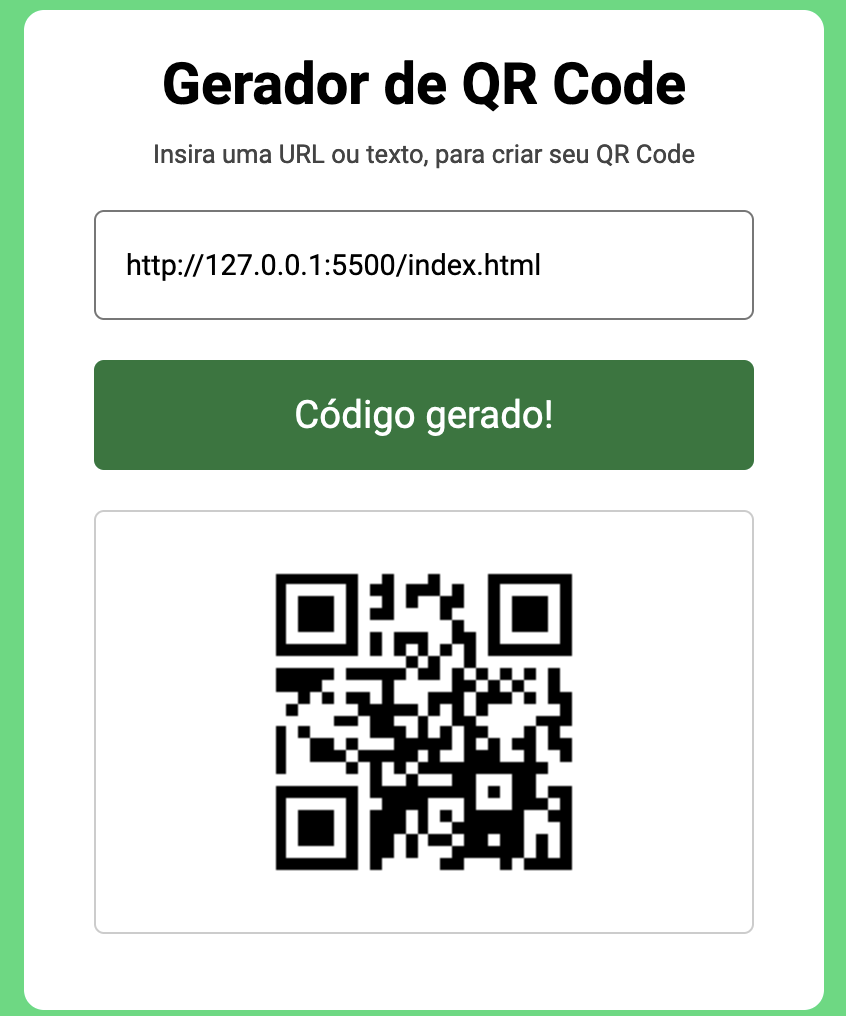 Gerador de QR Code
Insira uma URL ou texto, para criar seu QR Code
http://127.0.0.1:5500/index.html
Código gerado!